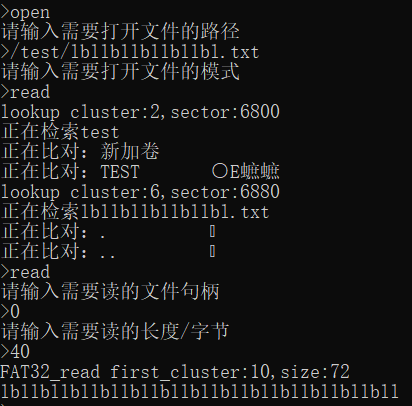 >open
请输入需要打开文件的路径
>/test/lbllbllbllbllbl.txt
请输入需要打开文件的模式
>read
lookup cluster:2,sector:6800
正在检索test
正在比对：新加卷
正在比对：TEST
lookup cluster:6,sector:6880
正在检索lbllbllbllbllbl.txt
正在比对：.
正在比对：..
>read
请输入需要读的文件句柄
>0
请输入需要读的长度/字节
>40
FAT32_read first_cluster:10,size:72
lbllbllbllbllbllbllbllbllbllbllbllbllbll